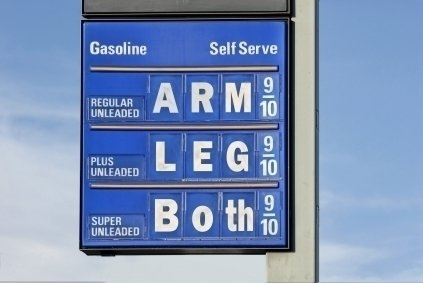 Gasoline Self Serve
REGULAR UNLEADED ARM 9/10
PLUS UNLEADED LEG 9/10
SUPER UNLEADED Both 9/10